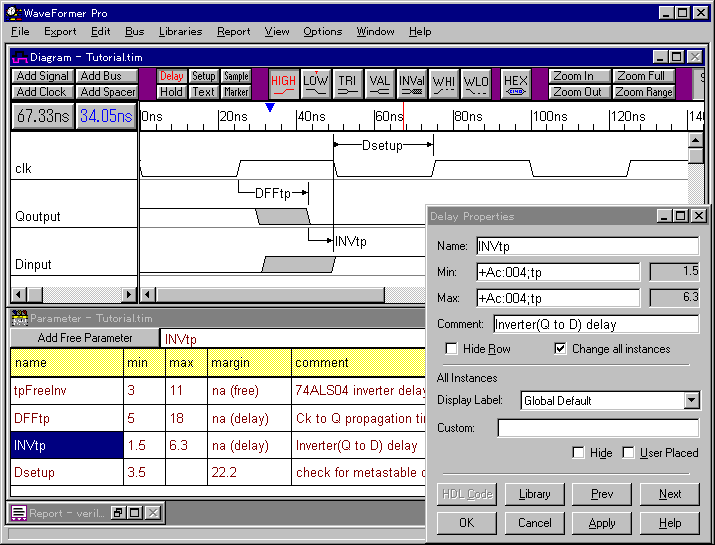 WaveFormer Pro
File Export Edit Bus Libraries Report View Options Window Help
Diagram - Tutorial.tim
Add Signal Add Bus Delay Setup Sample HIGH LOW TRI VAL INVal WHI WLO HEX Zoom In Zoom Full
Add Clock Add Spacer Hold Text Marker Zoom Out Zoom Range
67.33ns 34.05ns 0ns 20ns 40ns 60ns 80ns 100ns 120ns 140
Dsetup
clk
DFFtp
Qoutput
INVtp
Dinput
Parameter - Tutorial.tim
Add Free Parameter INVtp
name min max margin comment
tpFreeInv 3 11 na (free) 74ALS04 inverter delay
DFFtp 5 18 na (delay) Ck to Q propagation
INVtp 1.5 6.3 na (delay) Inverter(Q to D) delay
Dsetup 3.5 22.2 check for metastable
Report - veril...
Delay Properties
Name: INVtp
Min: +Ac:004;tp 1.5
Max: +Ac:004;tp 6.3
Comment: Inverter(Q to D) delay
Hide Row Change all instances
All Instances
Display Label: Global Default
Custom:
Hide User Placed
HDL Code Library Prev Next
OK Cancel Apply Help